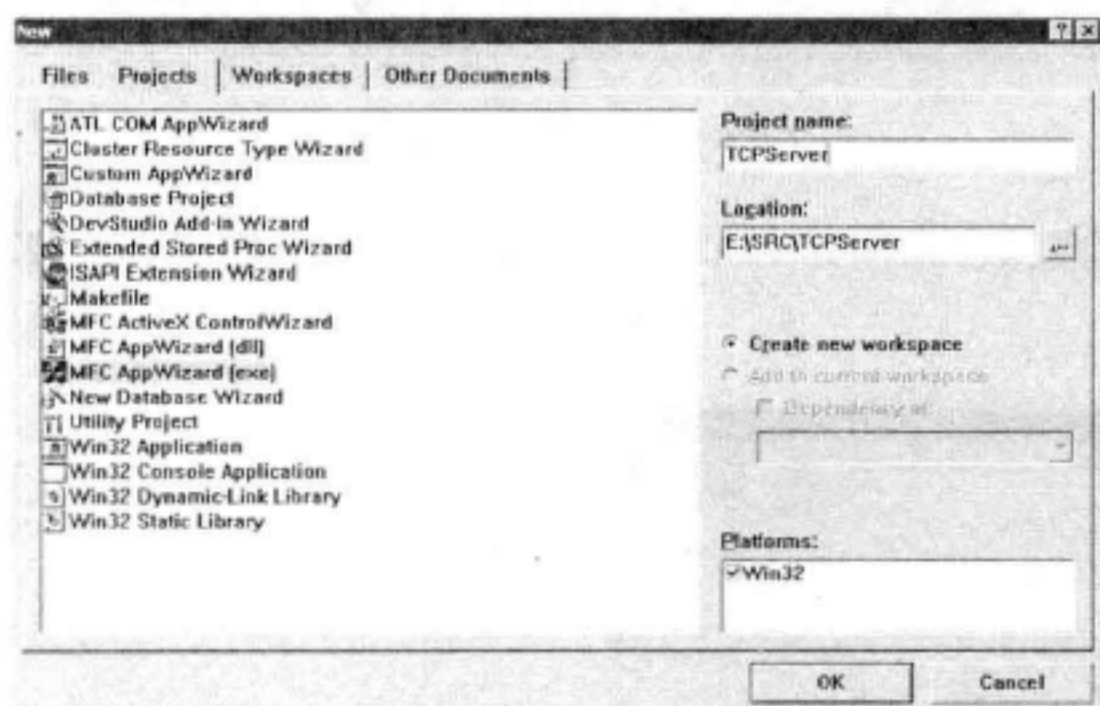 New
Files Projects Workspaces Other Documents
ATL COM AppWizard
Cluster Resource Type Wizard
Custom AppWizard
Database Project
DevStudio Add-in Wizard
Extended Stored Proc Wizard
ISAPI Extension Wizard
Makefile
MFC ActiveX ControlWizard
MFC AppWizard (dll)
MFC AppWizard (exe)
New Database Wizard
Utility Project
Win32 Application
Win32 Console Application
Win32 Dynamic-Link Library
Win32 Static Library
Project name:
TCPServer
Location:
E:\SRC\TCPServer
...
Create new workspace
Add to current workspace
Dependency of:
Platforms:
Win32
OK Cancel